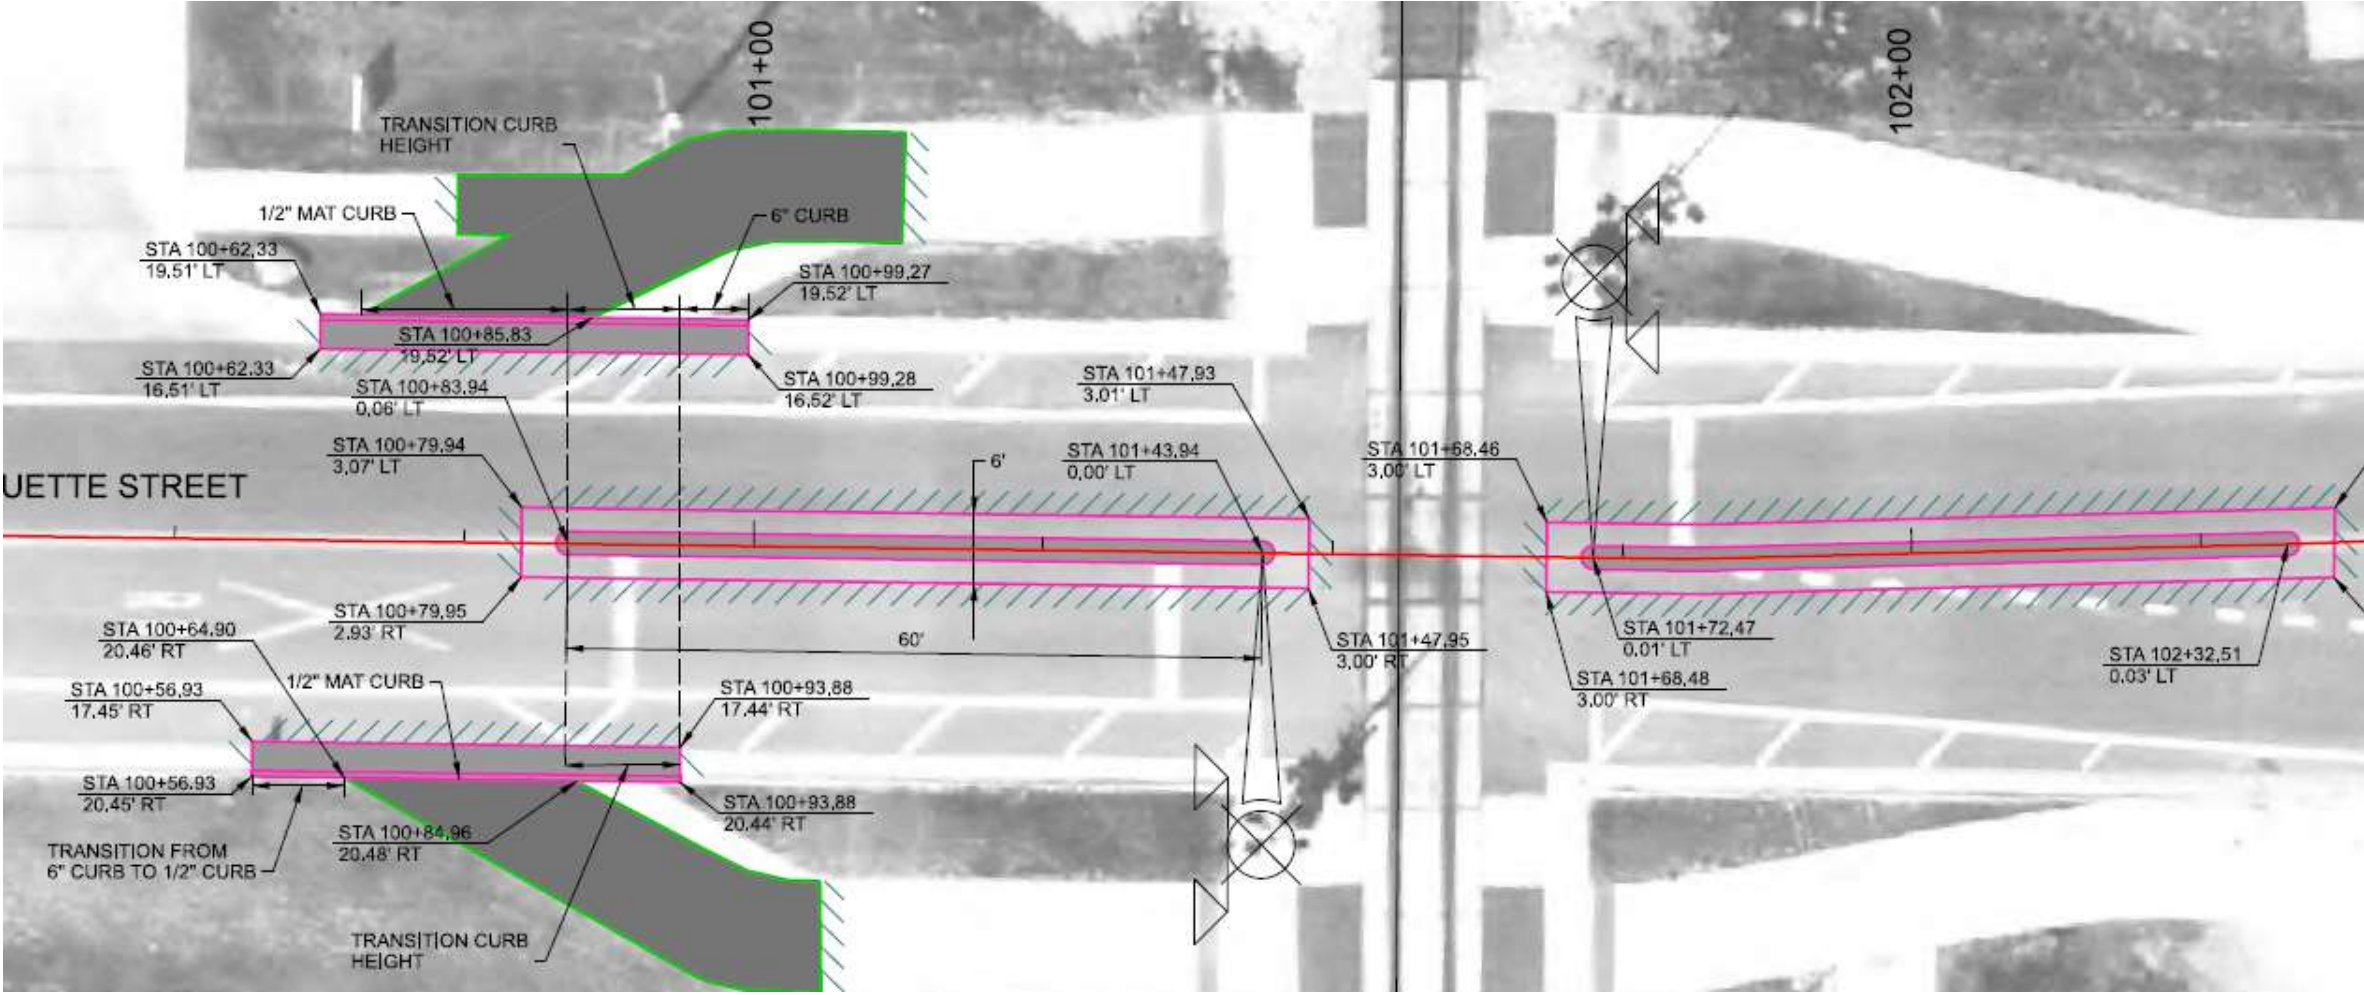 101+00
102+00
TRANSITION CURB
HEIGHT
1/2" MAT CURB
6" CURB
STA 100+62.33
19.51' LT
STA 100+99.27
19.52' LT
STA 100+85.83
19.52' LT
STA 100+62.33
16.51' LT
STA 100+83.94
0.06' LT
STA 100+99.28
16.52' LT
STA 101+47.93
3.01' LT
STA 100+79.94
3.07' LT
6'
STA 101+43.94
0.00' LT
STA 101+68.46
3.00' LT
UETTE STREET
STA 100+79.95
2.93' RT
STA 100+64.90
20.46' RT
60'
STA 101+47.95
3.00' RT
STA 101+72.47
0.01' LT
STA 102+32.51
0.03' LT
STA 101+68.48
3.00' RT
STA 100+56.93
17.45' RT
1/2" MAT CURB
STA 100+93.88
17.44' RT
STA 100+56.93
20.45' RT
STA 100+84.96
20.48' RT
STA 100+93.88
20.44' RT
TRANSITION FROM
6" CURB TO 1/2" CURB
TRANSITION CURB
HEIGHT